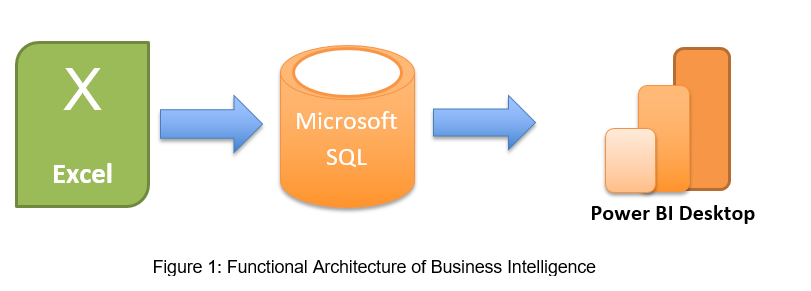 X
Excel
Microsoft
SQL
Power BI Desktop
Figure 1: Functional Architecture of Business Intelligence